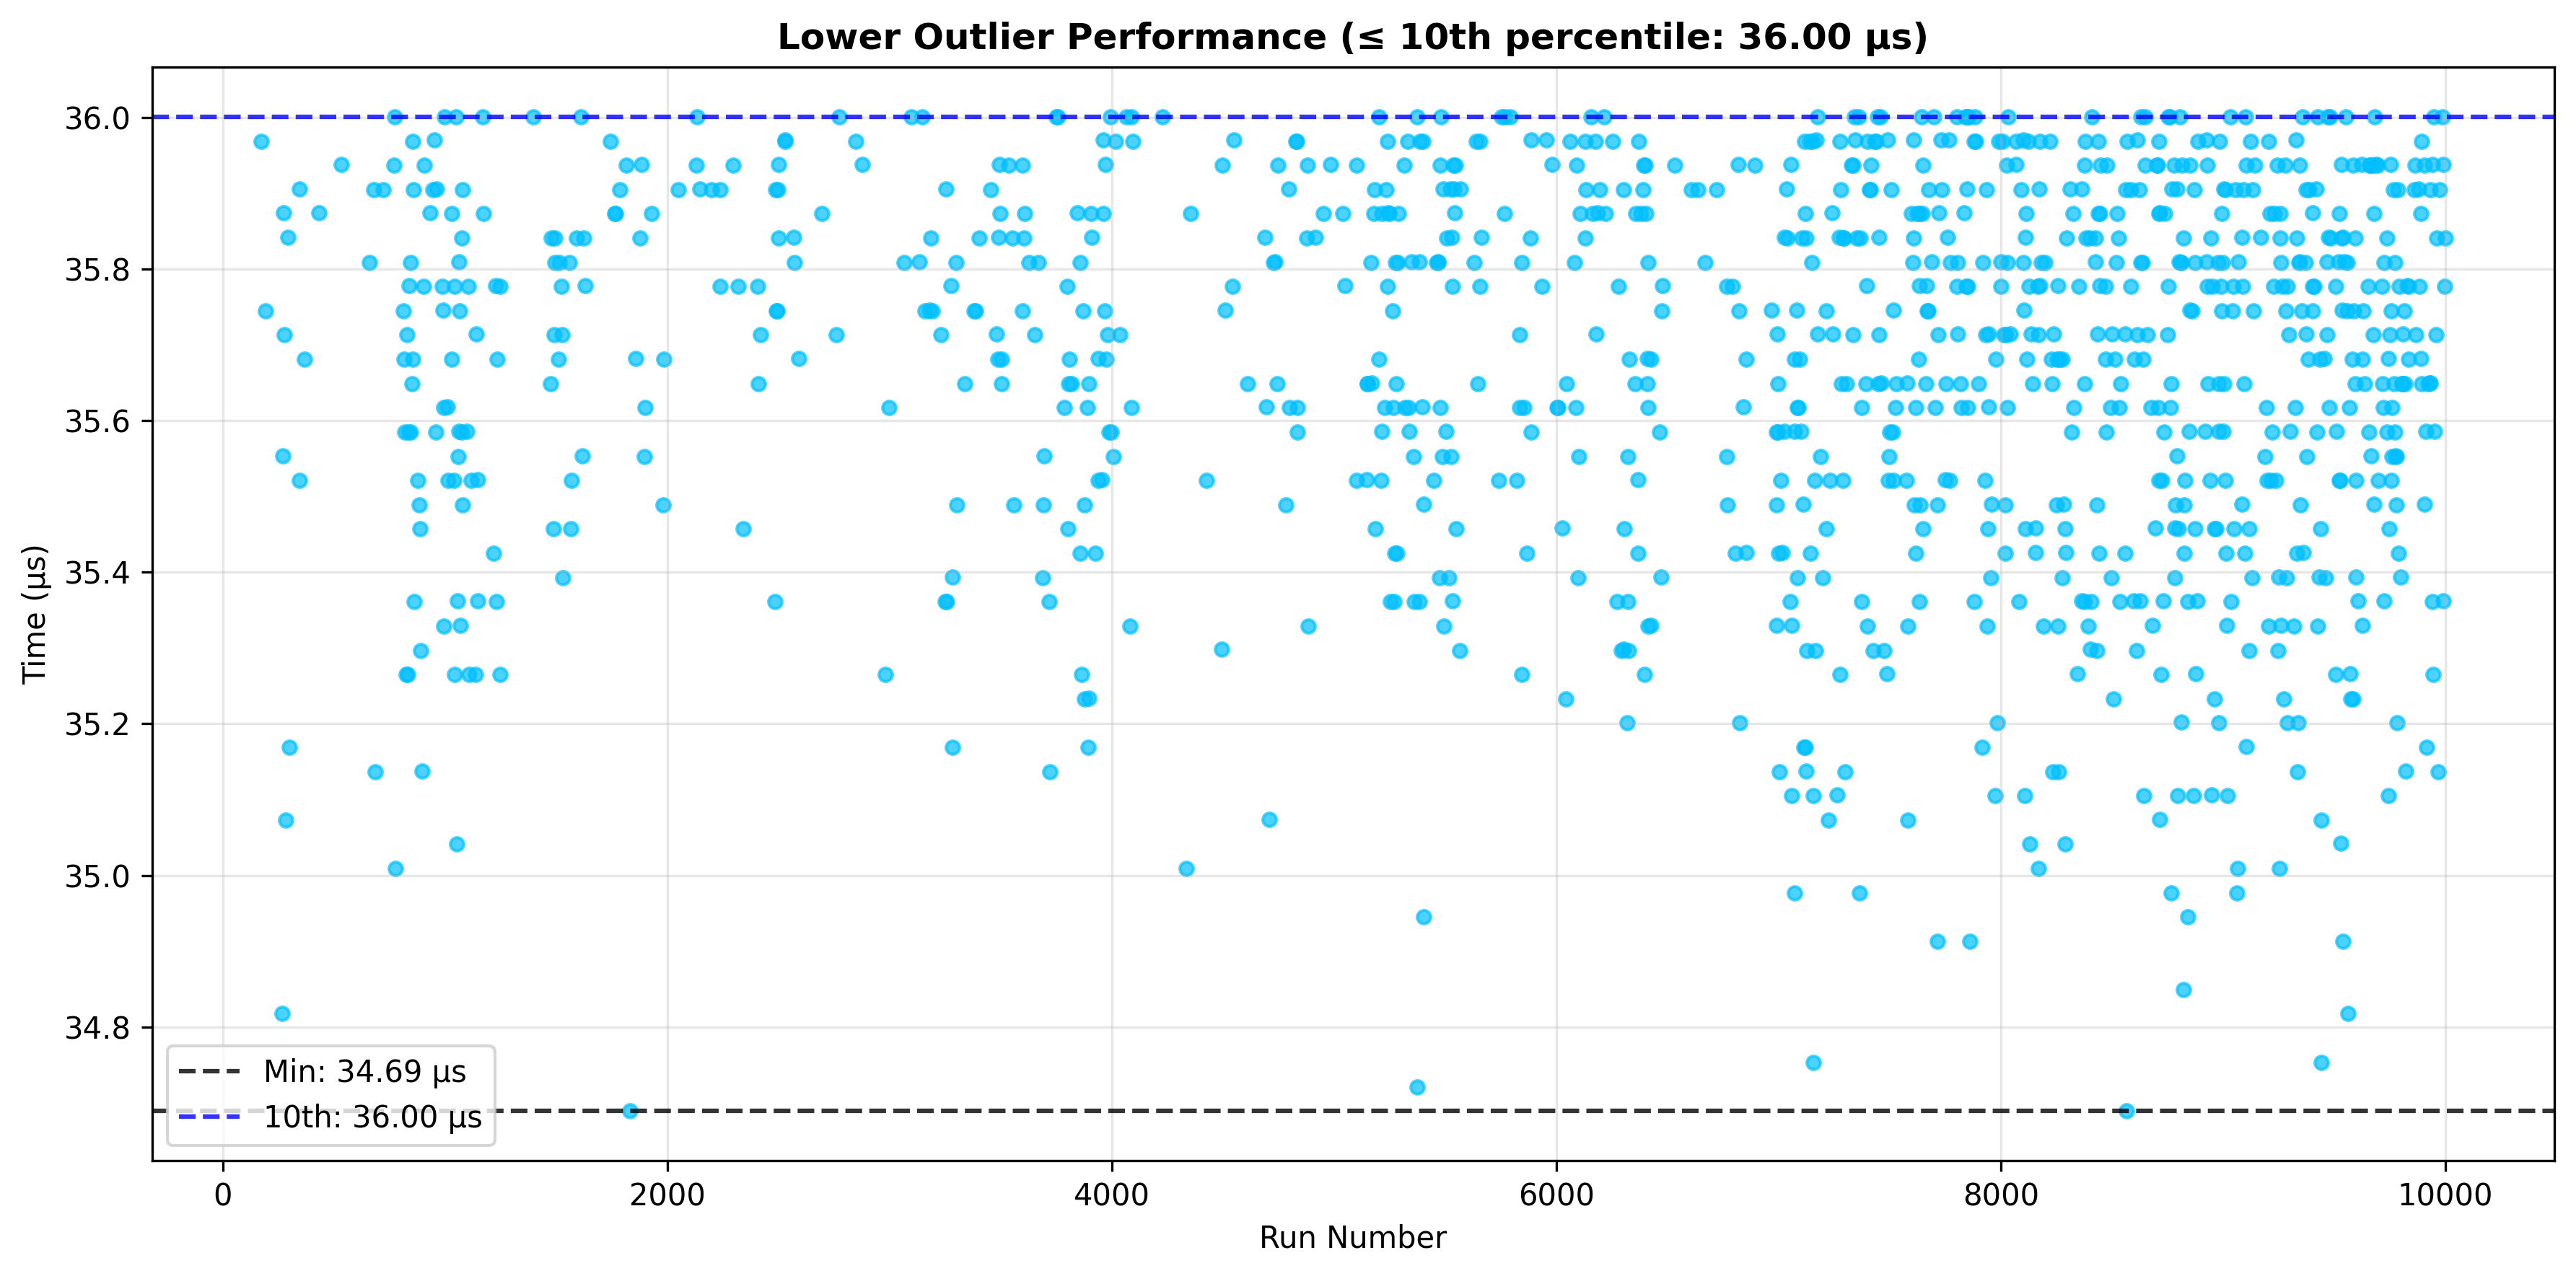 Lower Outlier Performance (≤ 10th percentile: 36.00 µs)
Time (µs)
36.0
35.8
35.6
35.4
35.2
35.0
34.8
Min: 34.69 µs
10th: 36.00 µs
0 2000 4000 6000 8000 10000
Run Number